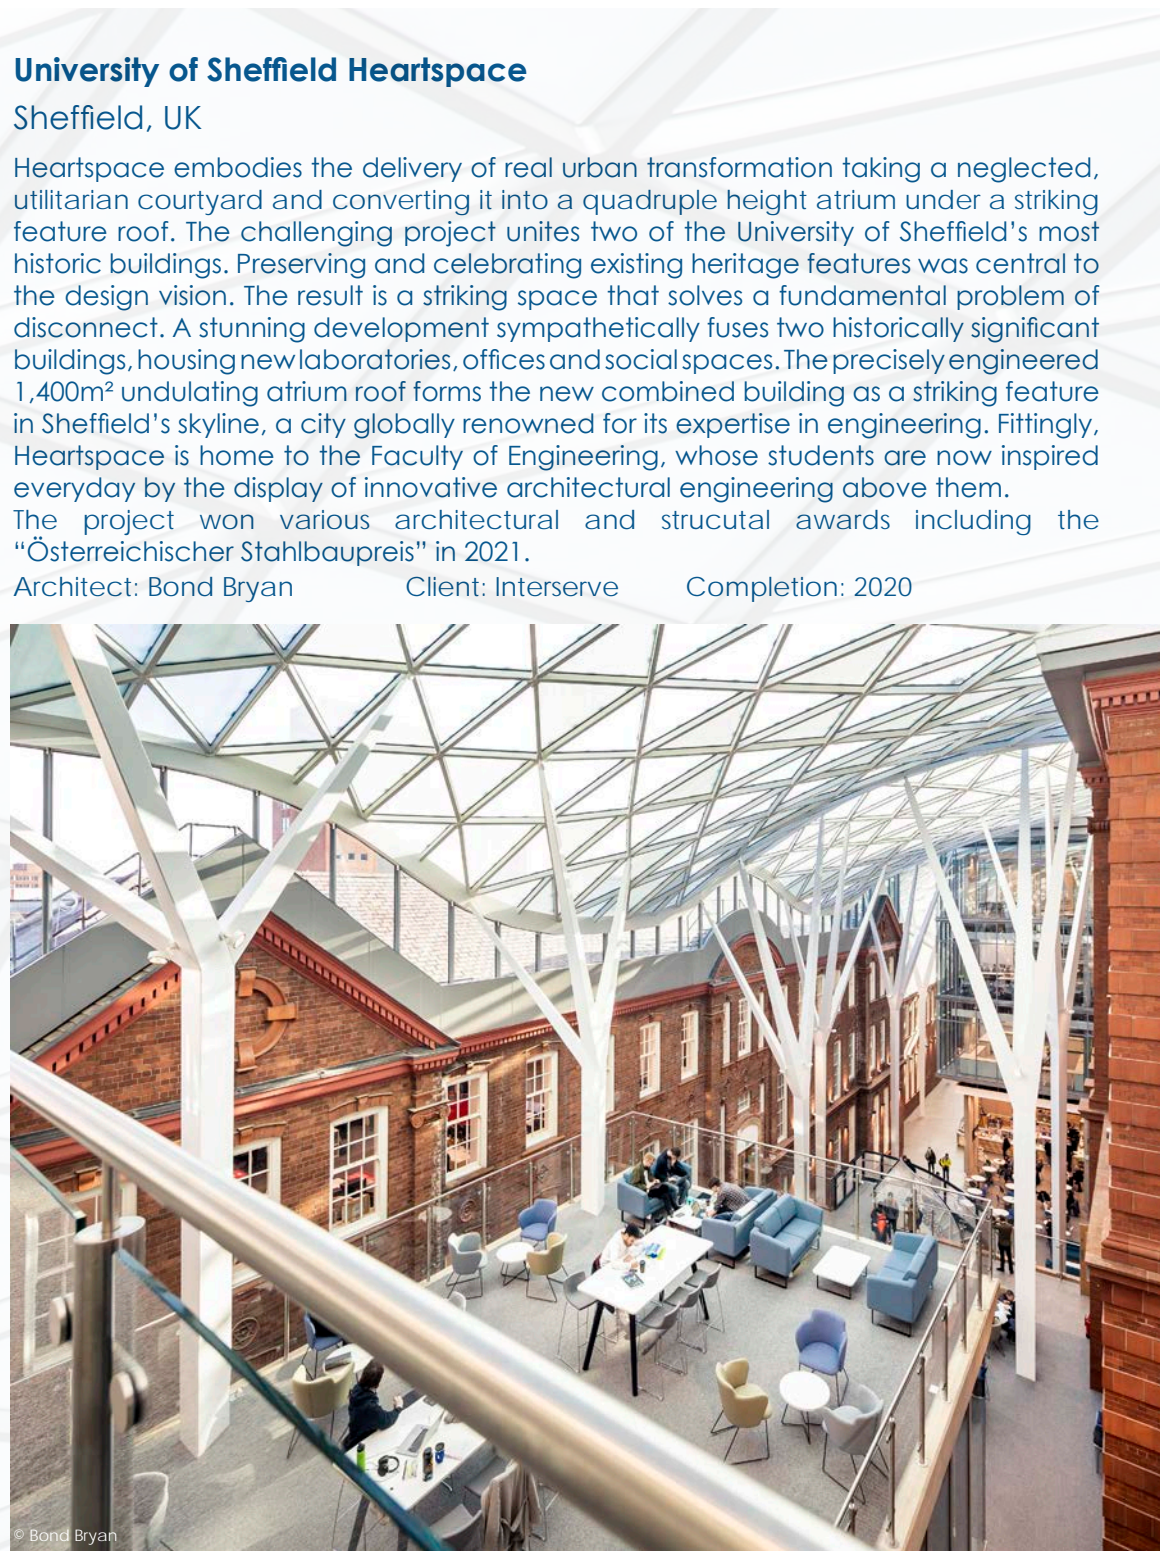 University of Sheffield Heartspace
Sheffield, UK
Heartspace embodies the delivery of real urban transformation taking a neglected,
utilitarian courtyard and converting it into a quadruple height atrium under a striking
feature roof. The challenging project unites two of the University of Sheffield’s most
historic buildings. Preserving and celebrating existing heritage features was central to
the design vision. The result is a striking space that solves a fundamental problem of
disconnect. A stunning development sympathetically fuses two historically significant
buildings, housing new laboratories, offices and social spaces. The precisely engineered
1,400m² undulating atrium roof forms the new combined building as a striking feature
in Sheffield’s skyline, a city globally renowned for its expertise in engineering. Fittingly,
Heartspace is home to the Faculty of Engineering, whose students are now inspired
everyday by the display of innovative architectural engineering above them.
The project won various architectural and strucutal awards including the
“Österreichischer Stahlbaupreis” in 2021.
Architect: Bond Bryan Client: Interserve Completion: 2020
© Bond Bryan